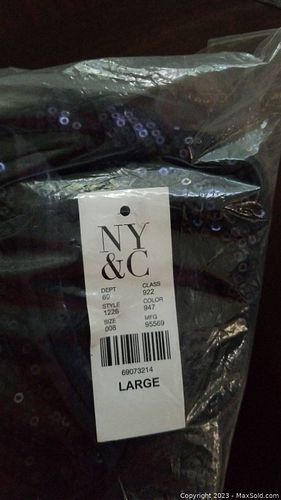 NY
&C
DEPT CLASS
60 922
STYLE COLOR
1226 947
SIZE MFG
008 95569
69073214
LARGE
Copyright © 2023 - MaxSold.com